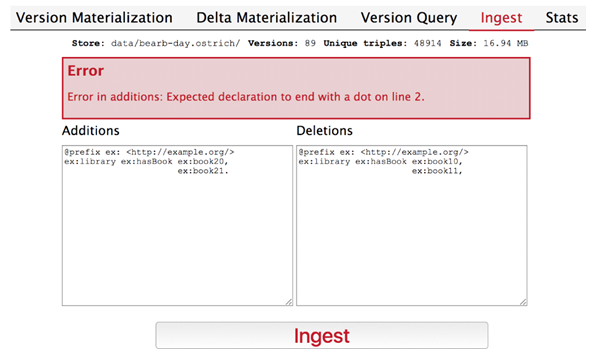 Version Materialization Delta Materialization Version Query Ingest Stats
Store: data/bearb-day.ostrich/ Versions: 89 Unique triples: 48914 Size: 16.94 MB
Error
Error in additions: Expected declaration to end with a dot on line 2.
Additions Deletions
@prefix ex: <http://example.org/> @prefix ex: <http://example.org/>
ex:library ex:hasBook ex:book20, ex:library ex:hasBook ex:book10,
ex:book21. ex:book11,
Ingest